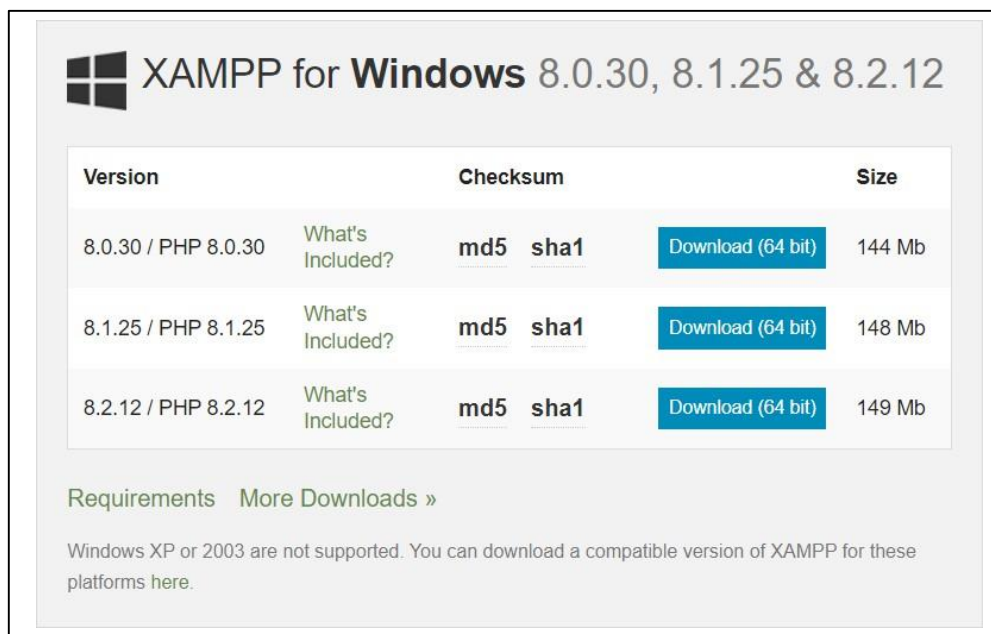 XAMPP for Windows 8.0.30, 8.1.25 & 8.2.12
Version Checksum Size
8.0.30 / PHP 8.0.30 What's Included? md5 sha1 Download (64 bit) 144 Mb
8.1.25 / PHP 8.1.25 What's Included? md5 sha1 Download (64 bit) 148 Mb
8.2.12 / PHP 8.2.12 What's Included? md5 sha1 Download (64 bit) 149 Mb
Requirements More Downloads »
Windows XP or 2003 are not supported. You can download a compatible version of XAMPP for these
platforms here.